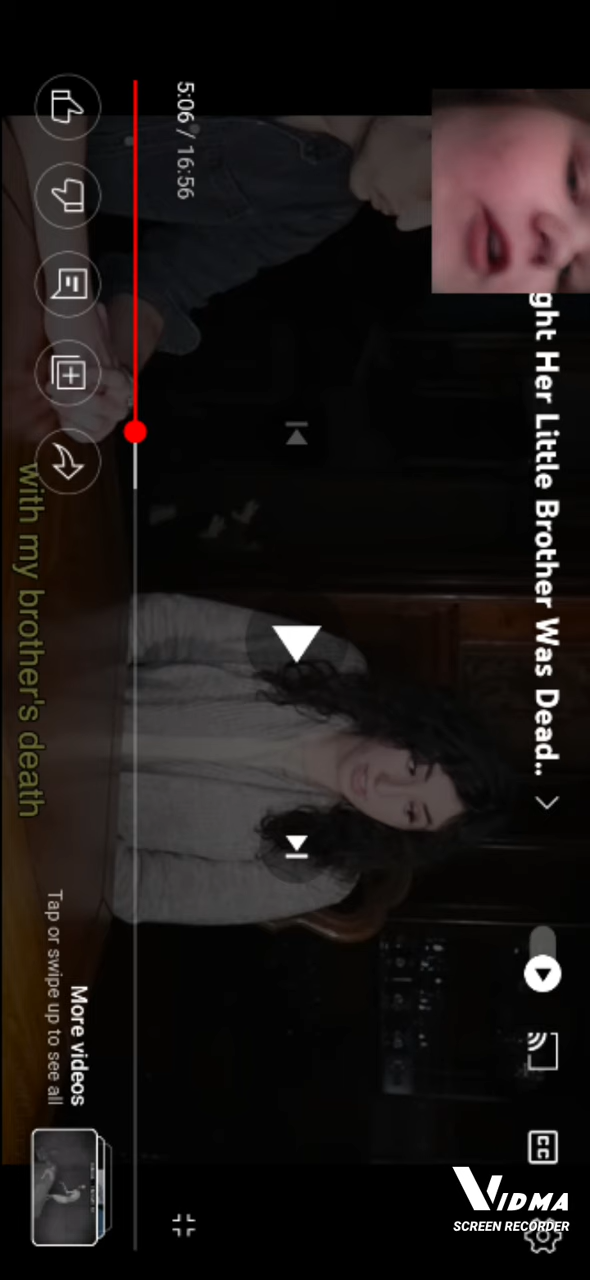 ght Her Little Brother Was Dead..
CC
5:06 / 16:56
with my brother's death
More videos
Tap or swipe up to see all
VIDMA
SCREEN RECORDER